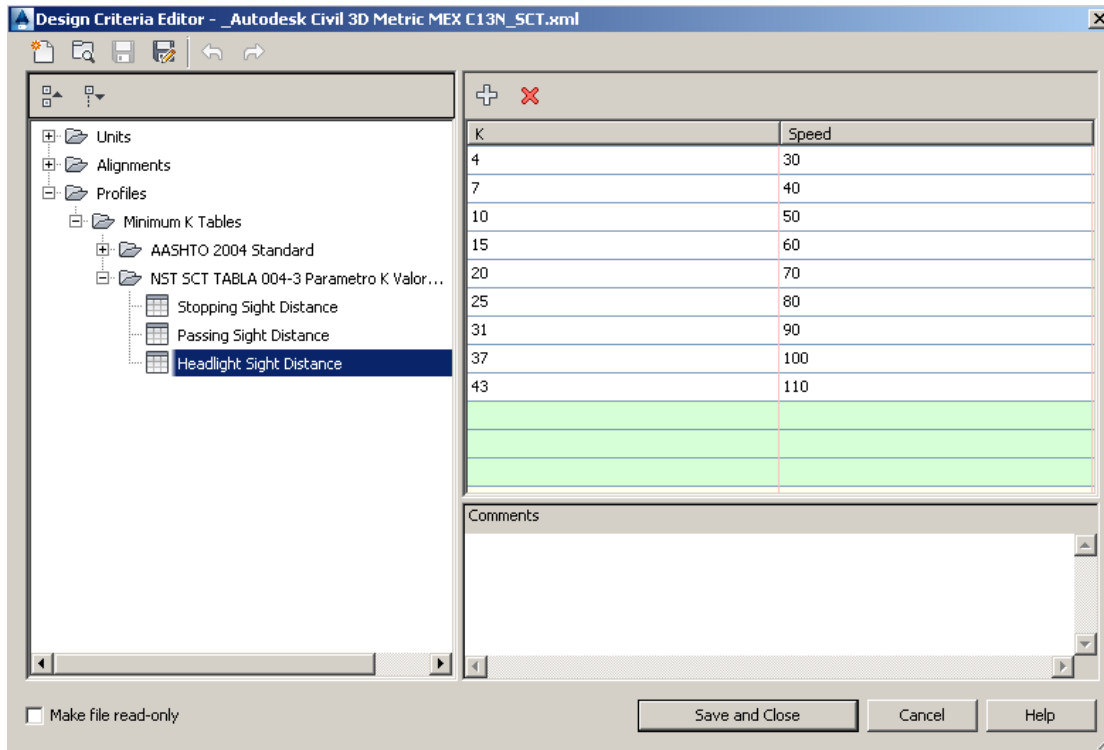 Design Criteria Editor - _Autodesk Civil 3D Metric MEX C13N_SCT.xml
Units
Alignments
Profiles
Minimum K Tables
AASHTO 2004 Standard
NST SCT TABLA 004-3 Parametro K Valor...
Stopping Sight Distance
Passing Sight Distance
Headlight Sight Distance
K Speed
4 30
7 40
10 50
15 60
20 70
25 80
31 90
37 100
43 110
Comments
Make file read-only
Save and Close
Cancel
Help